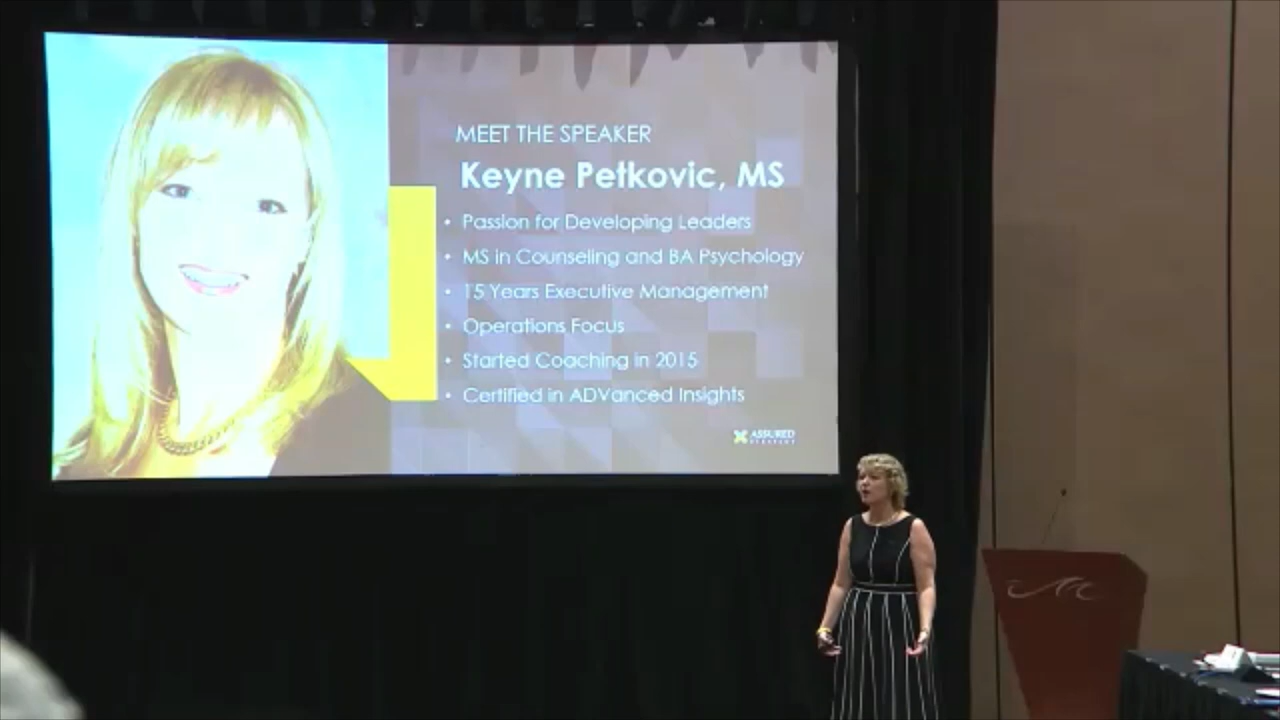 MEET THE SPEAKER
Keyne Petkovic, MS
• Passion for Developing Leaders
• MS in Counseling and BA Psychology
• 15 Years Executive Management
• Operations Focus
• Started Coaching in 2015
• Certified in ADVanced Insights
ASSURED